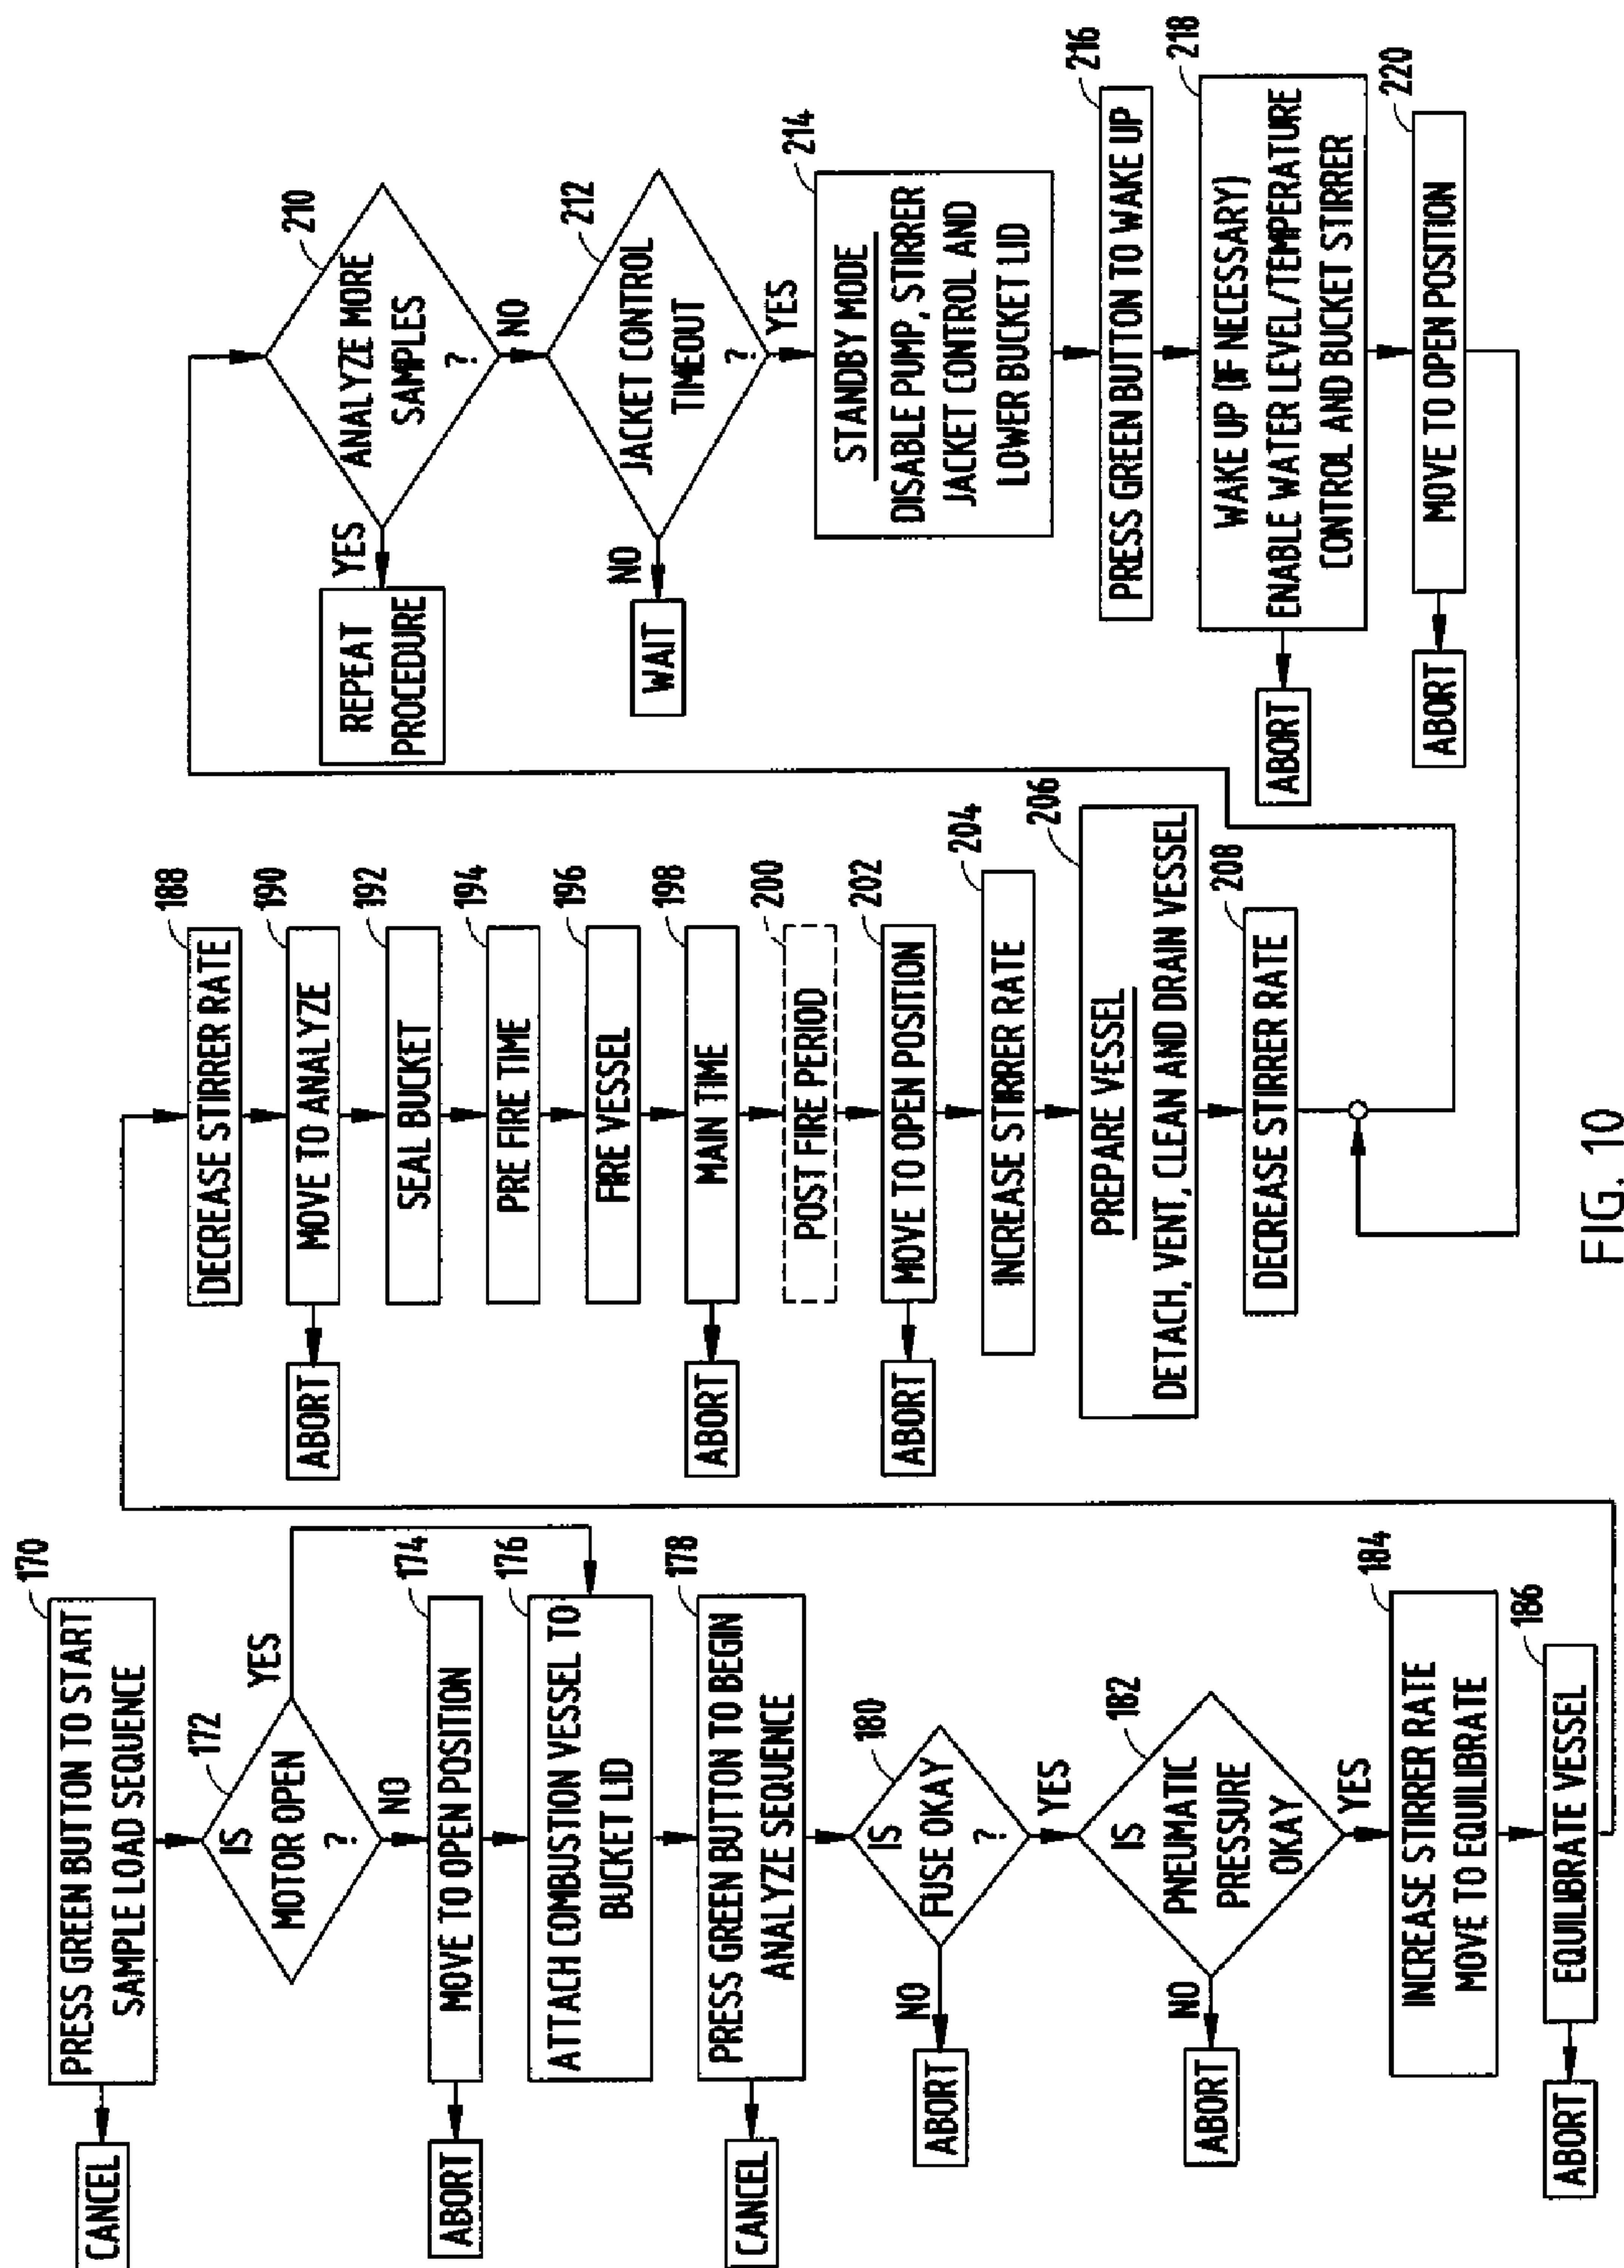 170
PRESS GREEN BUTTON TO START
SAMPLE LOAD SEQUENCE
CANCEL
172
IS
MOTOR OPEN
?
YES
NO
174
MOVE TO OPEN POSITION
ABORT
176
ATTACH COMBUSTION VESSEL TO
BUCKET LID
178
PRESS GREEN BUTTON TO BEGIN
ANALYZE SEQUENCE
CANCEL
180
IS
FUSE OKAY
?
NO
ABORT
YES
182
IS
PNEUMATIC
PRESSURE
OKAY
NO
ABORT
YES
184
INCREASE STIRRER RATE
MOVE TO EQUILIBRATE
186
EQUILIBRATE VESSEL
ABORT
188
DECREASE STIRRER RATE
190
MOVE TO ANALYZE
ABORT
192
SEAL BUCKET
194
PRE FIRE TIME
196
FIRE VESSEL
198
MAIN TIME
ABORT
200
POST FIRE PERIOD
202
MOVE TO OPEN POSITION
ABORT
204
INCREASE STIRRER RATE
206
PREPARE VESSEL
DETACH, VENT, CLEAN AND DRAIN VESSEL
208
DECREASE STIRRER RATE
210
ANALYZE MORE
SAMPLES
?
YES
REPEAT
PROCEDURE
NO
212
JACKET CONTROL
TIMEOUT
?
NO
WAIT
YES
214
STANDBY MODE
DISABLE PUMP, STIRRER
JACKET CONTROL AND
LOWER BUCKET LID
216
PRESS GREEN BUTTON TO WAKE UP
218
WAKE UP (IF NECESSARY)
ENABLE WATER LEVEL/TEMPERATURE
CONTROL AND BUCKET STIRRER
ABORT
220
MOVE TO OPEN POSITION
ABORT
FIG. 10